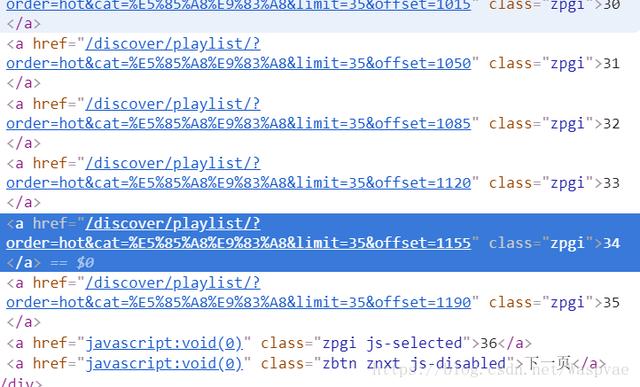 order=hot&cat=%E5%85%A8%E9%83%A8&limit=35&offset=1015" class="zpgi">30
</a>
<a href="/discover/playlist/?
order=hot&cat=%E5%85%A8%E9%83%A8&limit=35&offset=1050" class="zpgi">31
</a>
<a href="/discover/playlist/?
order=hot&cat=%E5%85%A8%E9%83%A8&limit=35&offset=1085" class="zpgi">32
</a>
<a href="/discover/playlist/?
order=hot&cat=%E5%85%A8%E9%83%A8&limit=35&offset=1120" class="zpgi">33
</a>
<a href="/discover/playlist/?
order=hot&cat=%E5%85%A8%E9%83%A8&limit=35&offset=1155" class="zpgi">34
</a> == $0
<a href="/discover/playlist/?
order=hot&cat=%E5%85%A8%E9%83%A8&limit=35&offset=1190" class="zpgi">35
</a>
<a href="javascript:void(0)" class="zpgi js-selected">36</a>
<a href="javascript:void(0)" class="zbtn znxt js-disabled">下一页</a>
https://blog.csdn.net/waspvae
</div>